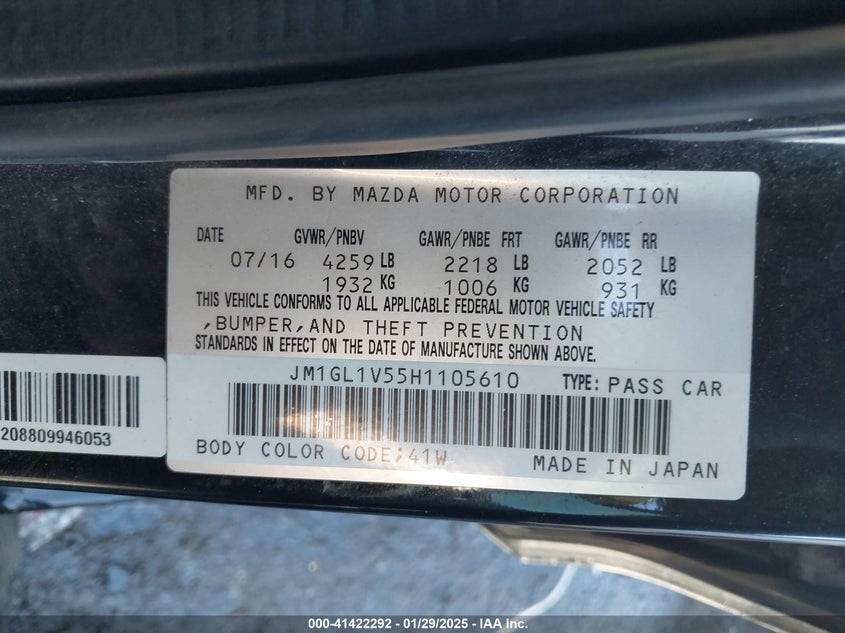 MFD. BY MAZDA MOTOR CORPORATION
DATE GVWR/PNBV GAWR/PNBE FRT GAWR/PNBE RR
07/16 4259 LB 2218 LB 2052 LB
1932 KG 1006 KG 931 KG
THIS VEHICLE CONFORMS TO ALL APPLICABLE FEDERAL MOTOR VEHICLE SAFETY
,BUMPER,AND THEFT PREVENTION
STANDARDS IN EFFECT ON THE DATE OF MANUFACTURE SHOWN ABOVE.
JM1GL1V55H1105610 TYPE: PASS CAR
208809946053
BODY COLOR CODE;41W
MADE IN JAPAN
000-41422292 - 01/29/2025 - IAA Inc.